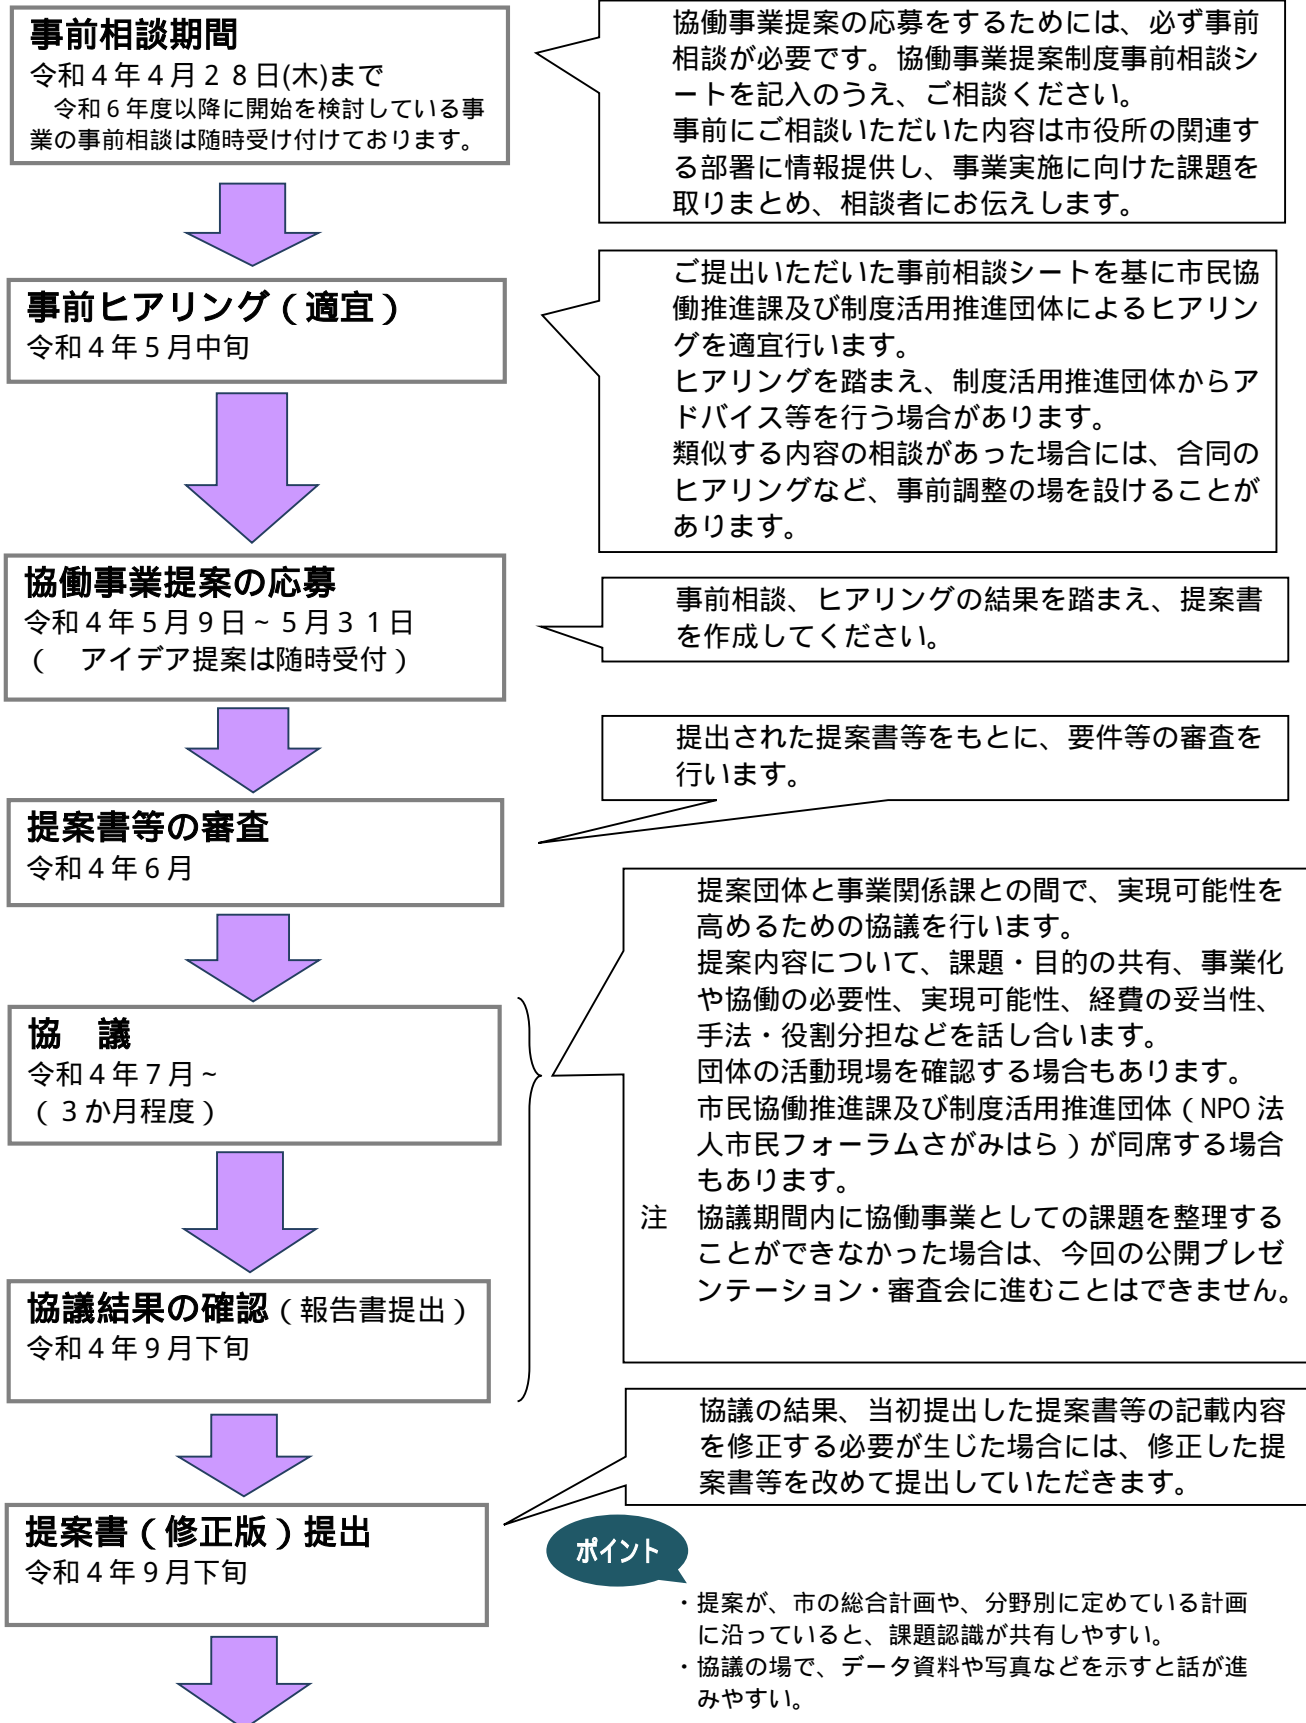 事前相談期間
令和４年４月２８日(木)まで
令和６年度以降に開始を検討している事
業の事前相談は随時受け付けております。
協働事業提案の応募をするためには、必ず事前
相談が必要です。協働事業提案制度事前相談シ
ートを記入のうえ、ご相談ください。
事前にご相談いただいた内容は市役所の関連す
る部署に情報提供し、事業実施に向けた課題を
取りまとめ、相談者にお伝えします。
事前ヒアリング（適宜）
令和４年５月中旬
ご提出いただいた事前相談シートを基に市民協
働推進課及び制度活用推進団体によるヒアリン
グを適宜行います。
ヒアリングを踏まえ、制度活用推進団体からア
ドバイス等を行う場合があります。
類似する内容の相談があった場合には、合同の
ヒアリングなど、事前調整の場を設けることが
あります。
協働事業提案の応募
令和４年５月９日~５月３１日
（　アイデア提案は随時受付）
事前相談、ヒアリングの結果を踏まえ、提案書
を作成してください。
提出された提案書等をもとに、要件等の審査を
行います。
提案書等の審査
令和４年６月
協　議
令和４年７月~
（３か月程度）
提案団体と事業関係課との間で、実現可能性を
高めるための協議を行います。
提案内容について、課題・目的の共有、事業化
や協働の必要性、実現可能性、経費の妥当性、
手法・役割分担などを話し合います。
団体の活動現場を確認する場合もあります。
市民協働推進課及び制度活用推進団体（NPO 法
人市民フォーラムさがみはら）が同席する場合
もあります。
注　協議期間内に協働事業としての課題を整理する
ことができなかった場合は、今回の公開プレゼ
ンテーション・審査会に進むことはできません。
協議結果の確認（報告書提出）
令和４年９月下旬
協議の結果、当初提出した提案書等の記載内容
を修正する必要が生じた場合には、修正した提
案書等を改めて提出していただきます。
提案書（修正版）提出
令和４年９月下旬
ポイント
・提案が、市の総合計画や、分野別に定めている計画
に沿っていると、課題認識が共有しやすい。
・協議の場で、データ資料や写真などを示すと話が進
みやすい。